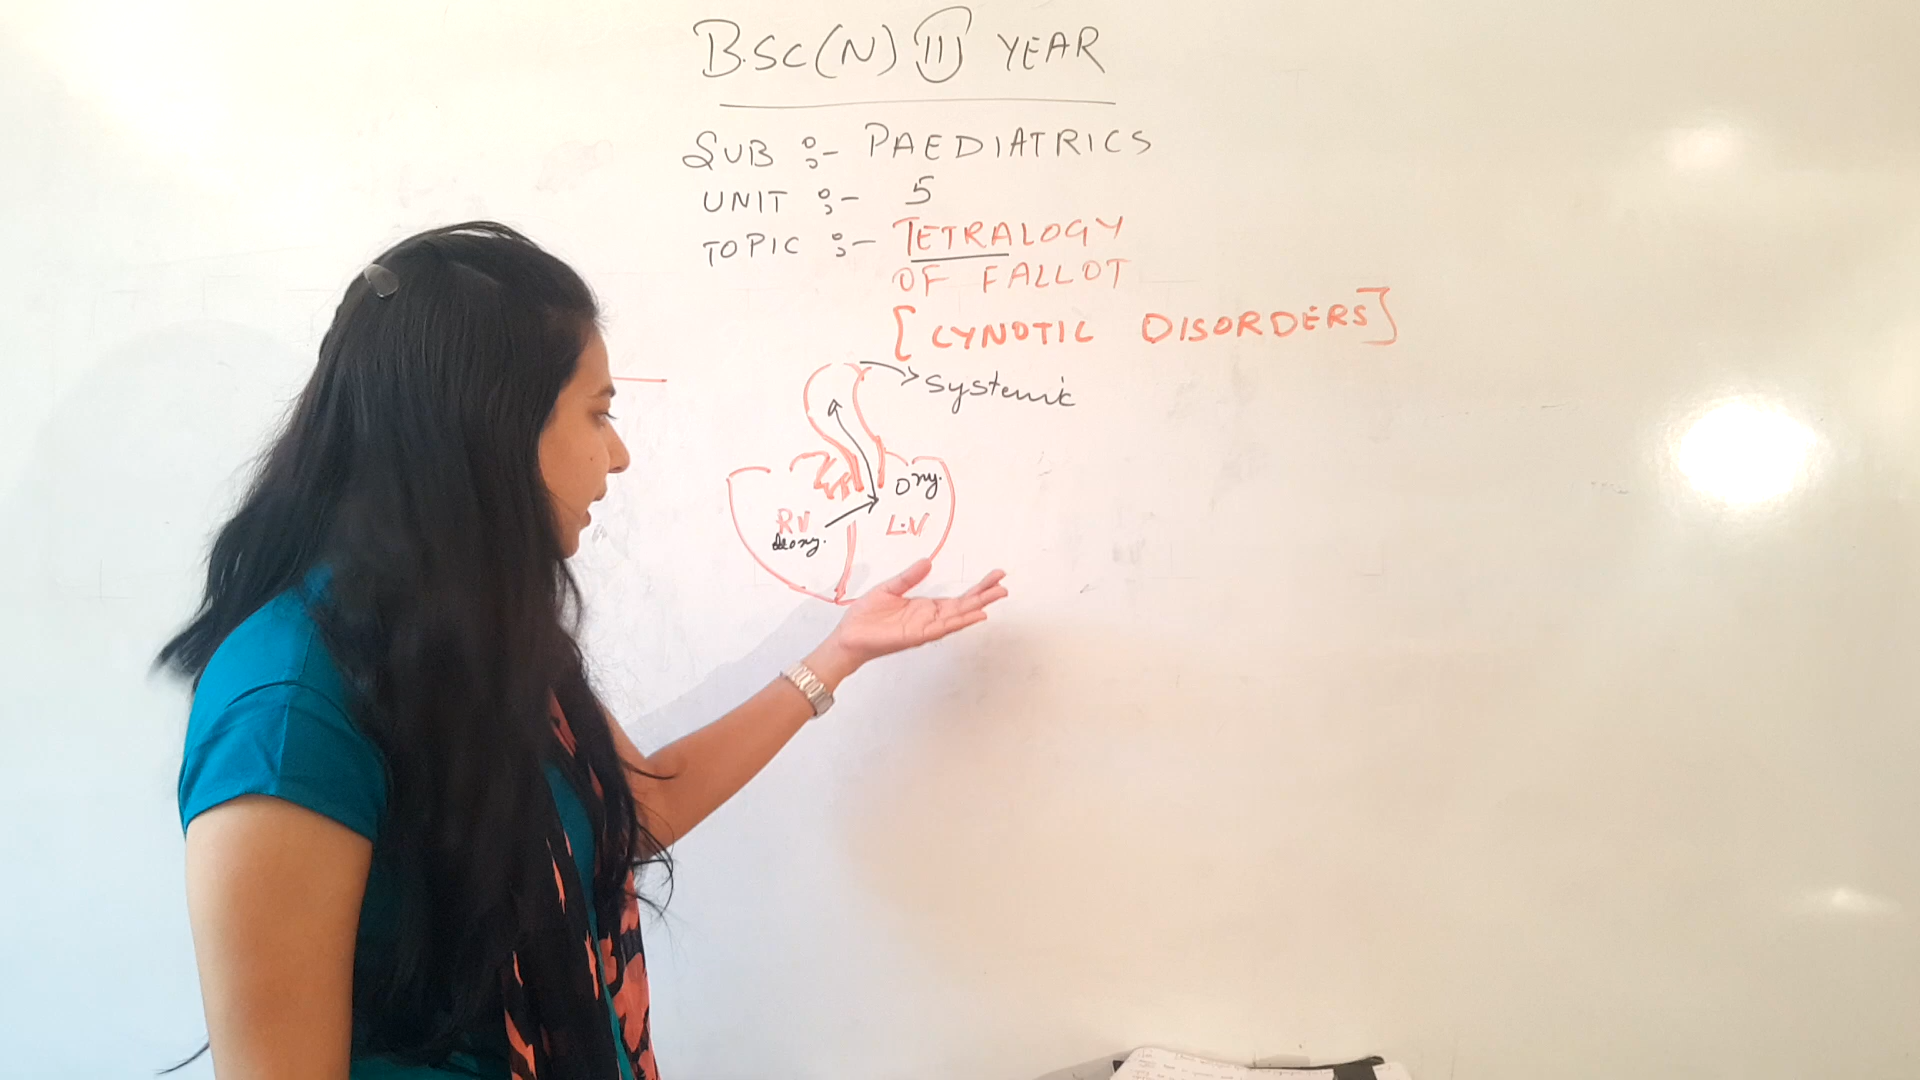 B.SC(N) III YEAR
SUB :- PAEDIATRICS
UNIT :- 5
TOPIC :- TETRALOGY
OF FALLOT
[CYNOTIC DISORDERS]
Systemic
Oxy.
RV L.V
deoxy.